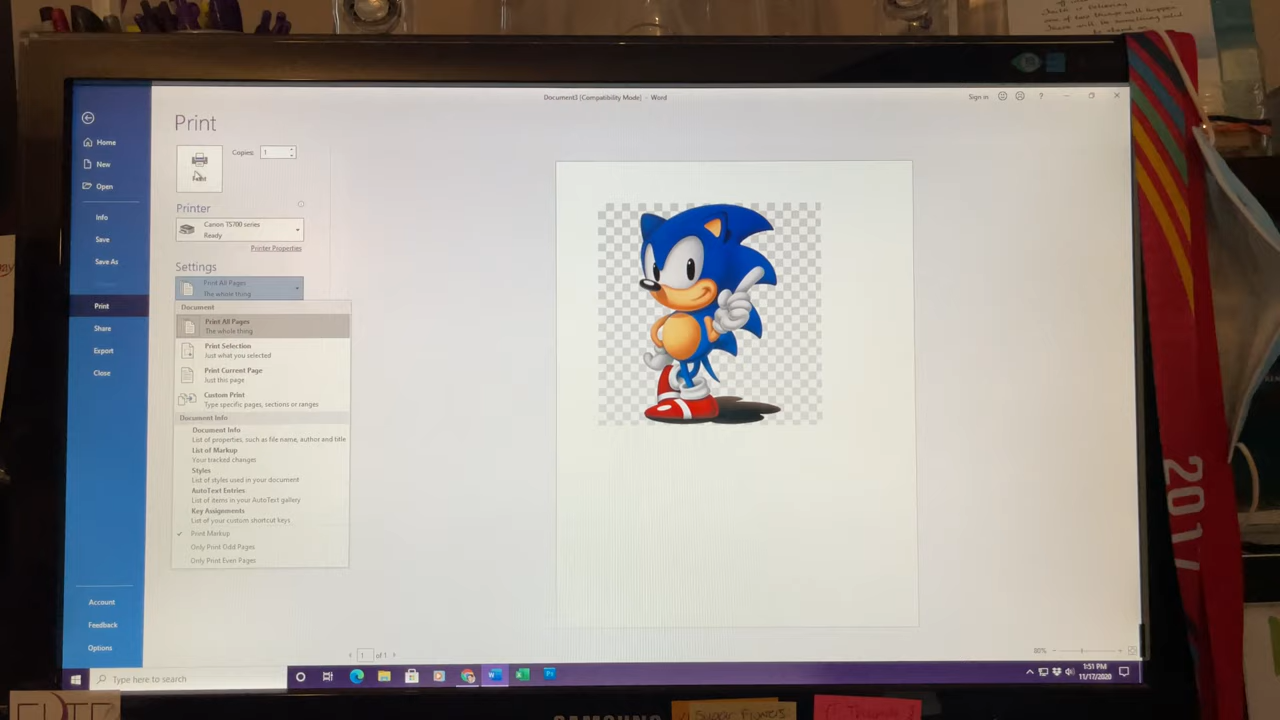 Document3 [Compatibility Mode] - Word
Sign in
?
Home
New
Open
Info
Save
Save As
Print
Share
Export
Close
Account
Feedback
Options
Print
Print
Copies: 1
Printer
Canon TS700 series
Ready
Printer Properties
Settings
Print All Pages
The whole thing
Document
Print All Pages
The whole thing
Print Selection
Just what you selected
Print Current Page
Just this page
Custom Print
Type specific pages, sections or ranges
Document Info
Document Info
List of properties, such as file name, author and title
List of Markup
Your tracked changes
Styles
List of styles used in your document
AutoText Entries
List of items in your AutoText gallery
Key Assignments
List of your custom shortcut keys
Print Markup
Only Print Odd Pages
Only Print Even Pages
1 of 1
80%
Type here to search
1:51 PM
11/17/2020
SAMSUNG
Sugar Flowers
2017